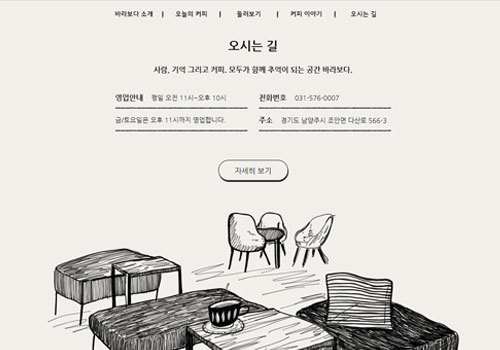 바라보다 소개 | 오늘의 커피 | 둘러보기 | 커피 이야기 | 오시는 길
오시는 길
사람, 기억 그리고 커피, 모두가 함께 추억이 되는 공간 바라보다.
영업안내 평일 오전 11시~오후 10시
전화번호 031-576-0007
금/토요일은 오후 11시까지 영업합니다.
주소 경기도 남양주시 조안면 다산로 566-3
자세히 보기